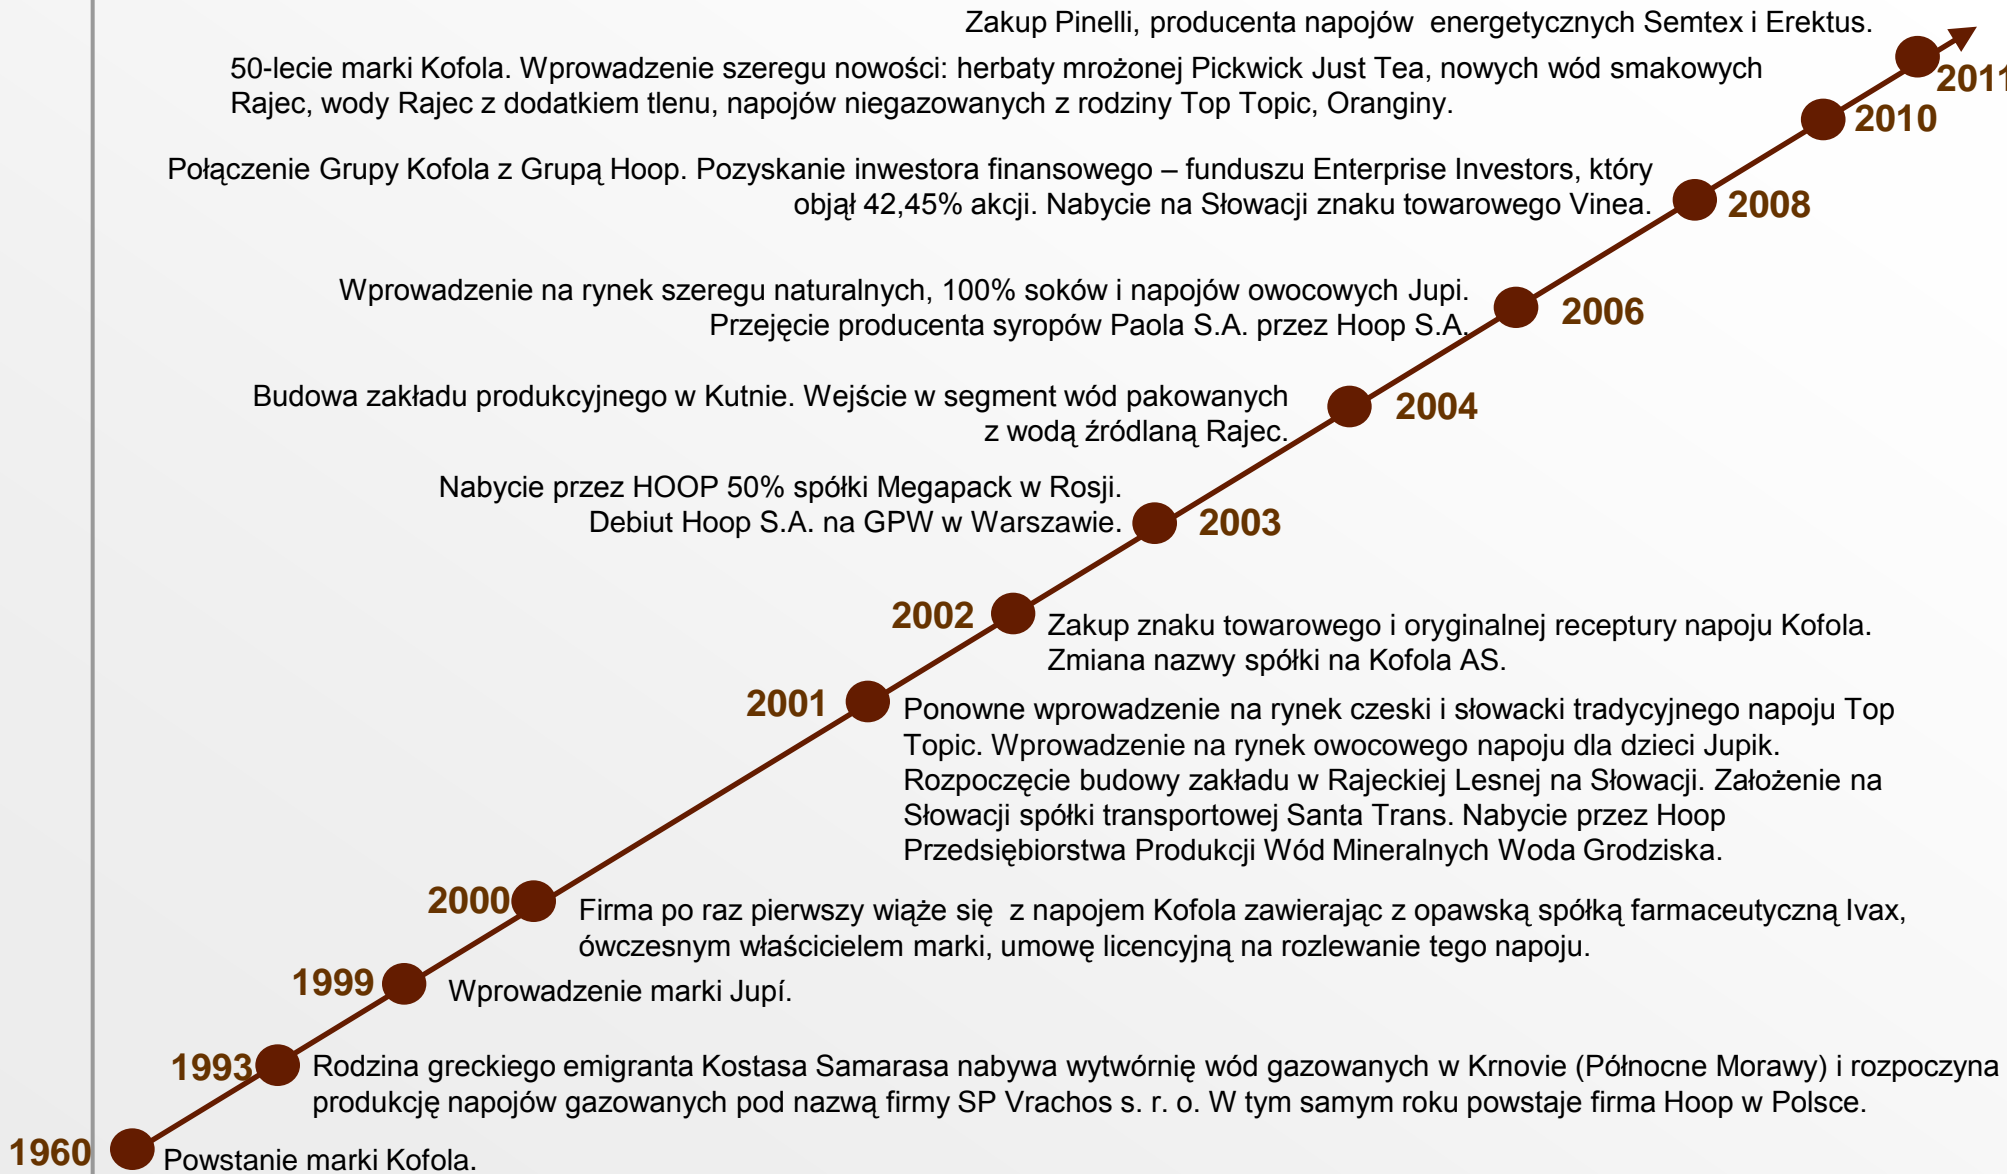 Zakup Pinelli, producenta napojów energetycznych Semtex i Erektus.
2011
50-lecie marki Kofola. Wprowadzenie szeregu nowości: herbaty mrożonej Pickwick Just Tea, nowych wód smakowych
Rajec, wody Rajec z dodatkiem tlenu, napojów niegazowanych z rodziny Top Topic, Oranginy.
2010
Połączenie Grupy Kofola z Grupą Hoop. Pozyskanie inwestora finansowego – funduszu Enterprise Investors, który
objął 42,45% akcji. Nabycie na Słowacji znaku towarowego Vinea.
2008
Wprowadzenie na rynek szeregu naturalnych, 100% soków i napojów owocowych Jupi.
Przejęcie producenta syropów Paola S.A. przez Hoop S.A.
2006
Budowa zakładu produkcyjnego w Kutnie. Wejście w segment wód pakowanych
z wodą źródlaną Rajec.
2004
Nabycie przez HOOP 50% spółki Megapack w Rosji.
Debiut Hoop S.A. na GPW w Warszawie.
2003
2002
Zakup znaku towarowego i oryginalnej receptury napoju Kofola.
Zmiana nazwy spółki na Kofola AS.
2001
Ponowne wprowadzenie na rynek czeski i słowacki tradycyjnego napoju Top
Topic. Wprowadzenie na rynek owocowego napoju dla dzieci Jupik.
Rozpoczęcie budowy zakładu w Rajeckiej Lesnej na Słowacji. Założenie na
Słowacji spółki transportowej Santa Trans. Nabycie przez Hoop
Przedsiębiorstwa Produkcji Wód Mineralnych Woda Grodziska.
2000
Firma po raz pierwszy wiąże się z napojem Kofola zawierając z opawską spółką farmaceutyczną Ivax,
ówczesnym właścicielem marki, umowę licencyjną na rozlewanie tego napoju.
1999
Wprowadzenie marki Jupí.
1993
Rodzina greckiego emigranta Kostasa Samarasa nabywa wytwórnię wód gazowanych w Krnovie (Północne Morawy) i rozpoczyna
produkcję napojów gazowanych pod nazwą firmy SP Vrachos s. r. o. W tym samym roku powstaje firma Hoop w Polsce.
1960
Powstanie marki Kofola.